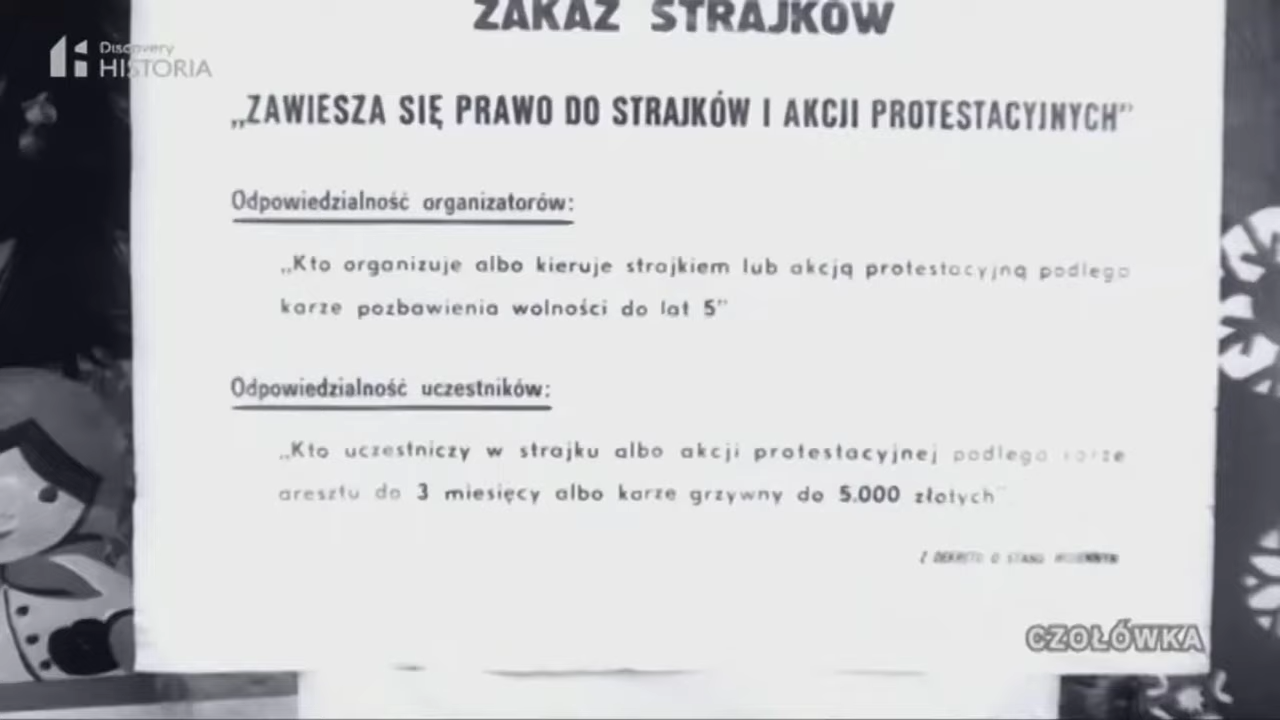 ZAKAZ STRAJKÓW
Discovery
HISTORIA
„ZAWIESZA SIĘ PRAWO DO STRAJKÓW I AKCJI PROTESTACYJNYCH"
Odpowiedzialność organizatorów:
„Kto organizuje albo kieruje strajkiem lub akcją protestacyjną podlega
karze pozbawienia wolności do lat 5"
Odpowiedzialność uczestników:
„Kto uczestniczy w strajku albo akcji protestacyjnej podlega karze
aresztu do 3 miesięcy albo karze grzywny do 5.000 złotych"
Z DEKRETU O STANIE WOJENNYM
CZOŁÓWKA